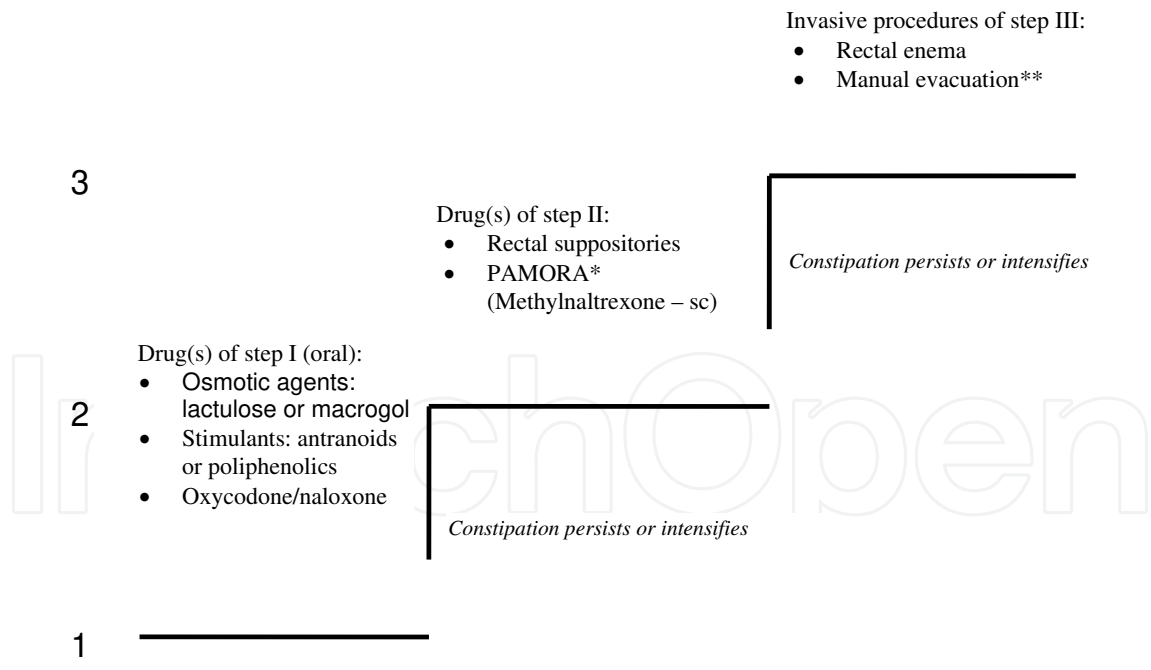 Invasive procedures of step III:
• Rectal enema
• Manual evacuation**
3
Drug(s) of step II:
• Rectal suppositories
• PAMORA*
(Methylnaltrexone – sc)
Constipation persists or intensifies
Drug(s) of step I (oral):
• Osmotic agents:
lactulose or macrogol
2
• Stimulants: antranoids
or poliphenolics
• Oxycodone/naloxone
Constipation persists or intensifies
1
IntechOpen